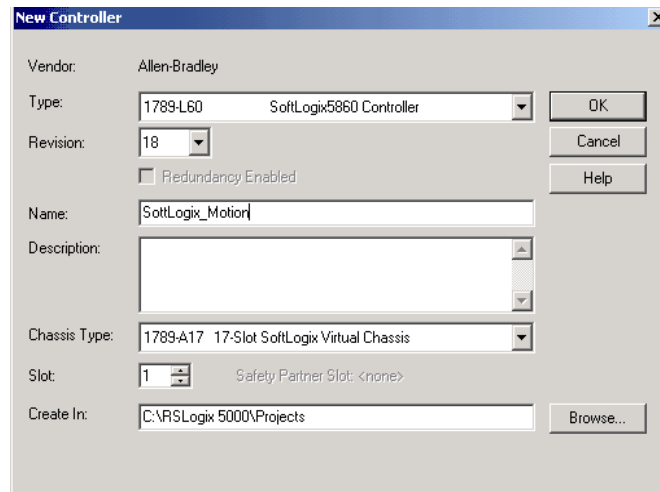 New Controller
Vendor: Allen-Bradley
Type: 1789-L60 SoftLogix5860 Controller OK
Revision: 18 Cancel
Redundancy Enabled Help
Name: SottLogix_Motion
Description:
Chassis Type: 1789-A17 17-Slot SoftLogix Virtual Chassis
Slot: 1 Safety Partner Slot: <none>
Create In: C:\RSLogix 5000\Projects Browse...